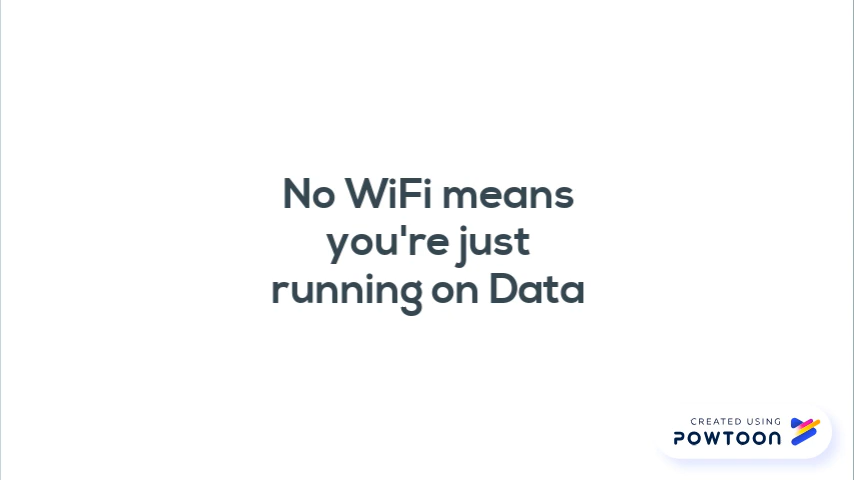 No WiFi means
you're just
running on Data
CREATED USING
POWTOON